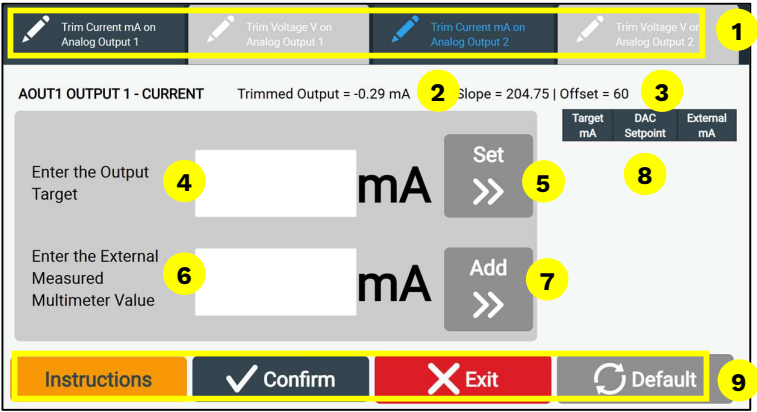 Trim Current mA on
Analog Output 1
Trim Voltage V on
Analog Output 1
Trim Current mA on
Analog Output 2
Trim Voltage V on
Analog Output 2
1
AOUT1 OUTPUT 1 - CURRENT Trimmed Output = -0.29 mA 2 Slope = 204.75 | Offset = 60 3
Target
mA
DAC
Setpoint
External
mA
Enter the Output
Target
4
mA
Set
5
8
Enter the External
Measured
Multimeter Value
6
mA
Add
7
Instructions
Confirm
Exit
Default
9